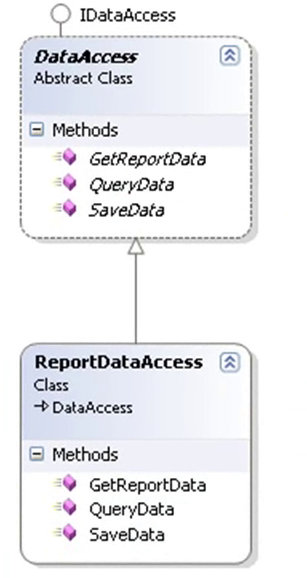 IDataAccess
DataAccess
Abstract Class
Methods
GetReportData
QueryData
SaveData
ReportDataAccess
Class
DataAccess
Methods
GetReportData
QueryData
SaveData